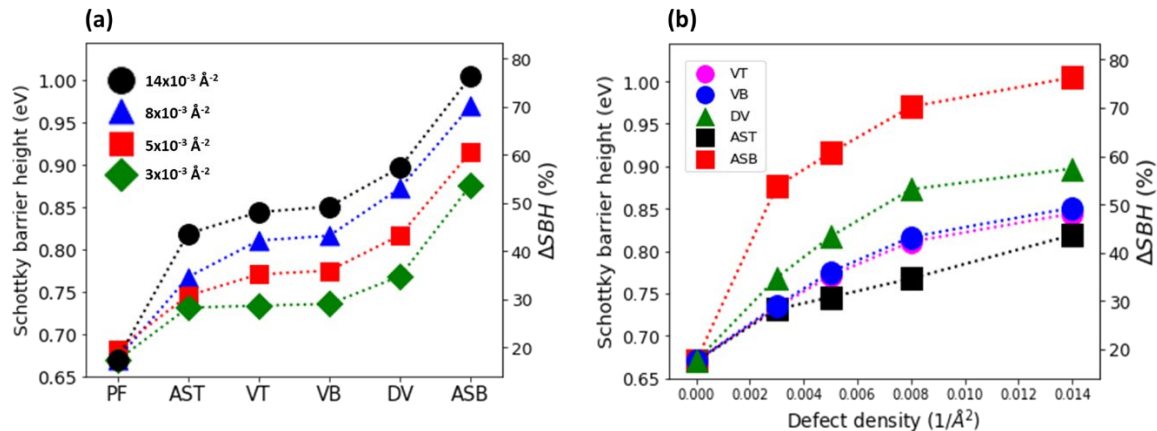 (a)
Schottky barrier height (eV)
1.00
0.95
0.90
0.85
0.80
0.75
0.70
0.65
14x10⁻³ Å⁻²
8x10⁻³ Å⁻²
5x10⁻³ Å⁻²
3x10⁻³ Å⁻²
PF AST VT VB DV ASB
80
70
60
50
40
30
20
ΔSBH (%)
(b)
Schottky barrier height (eV)
1.00
0.95
0.90
0.85
0.80
0.75
0.70
0.65
VT
VB
DV
AST
ASB
0.000 0.002 0.004 0.006 0.008 0.010 0.012 0.014
Defect density (1/Å²)
80
70
60
50
40
30
20
ΔSBH (%)